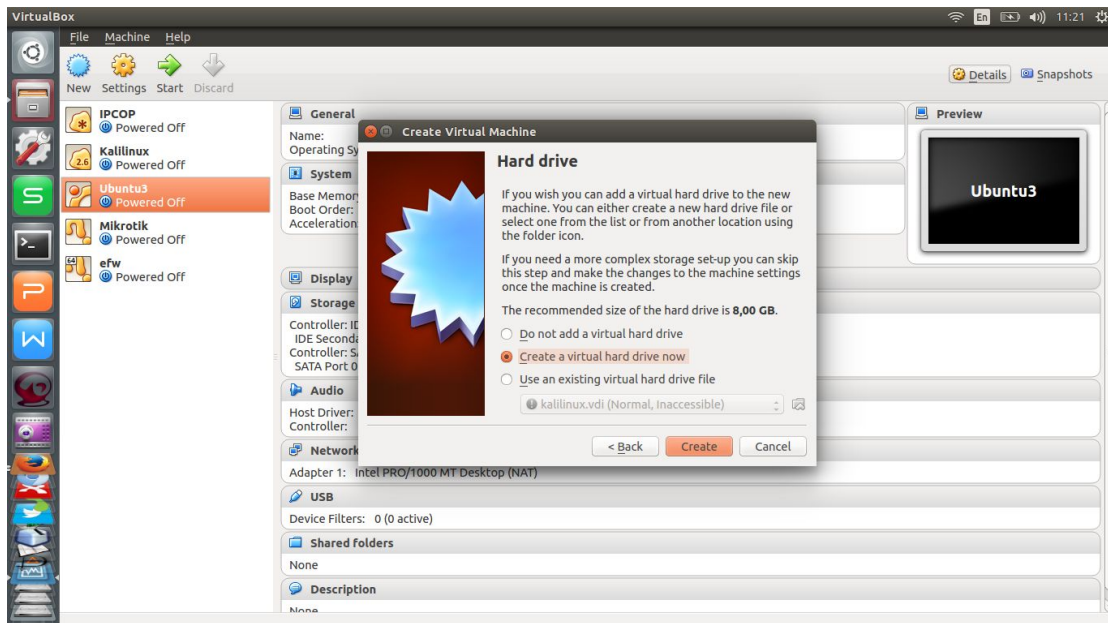 VirtualBox
En
11:21
File Machine Help
New Settings Start Discard
Details Snapshots
IPCOP
Powered Off
2.6
Kalilinux
Powered Off
Ubuntu3
Powered Off
Mikrotik
Powered Off
64
efw
Powered Off
General
Name:
Operating Sy
System
Base Memor
Boot Order:
Acceleration
Display
Storage
Controller: ID
IDE Seconda
Controller: SA
SATA Port 0
Audio
Host Driver:
Controller:
Network
Adapter 1: Intel PRO/1000 MT Desktop (NAT)
USB
Device Filters: 0 (0 active)
Shared folders
None
Description
None
Preview
Ubuntu3
Create Virtual Machine
Hard drive
If you wish you can add a virtual hard drive to the new
machine. You can either create a new hard drive file or
select one from the list or from another location using
the folder icon.
If you need a more complex storage set-up you can skip
this step and make the changes to the machine settings
once the machine is created.
The recommended size of the hard drive is 8,00 GB.
Do not add a virtual hard drive
Create a virtual hard drive now
Use an existing virtual hard drive file
kalilinux.vdi (Normal, Inaccessible)
< Back Create Cancel